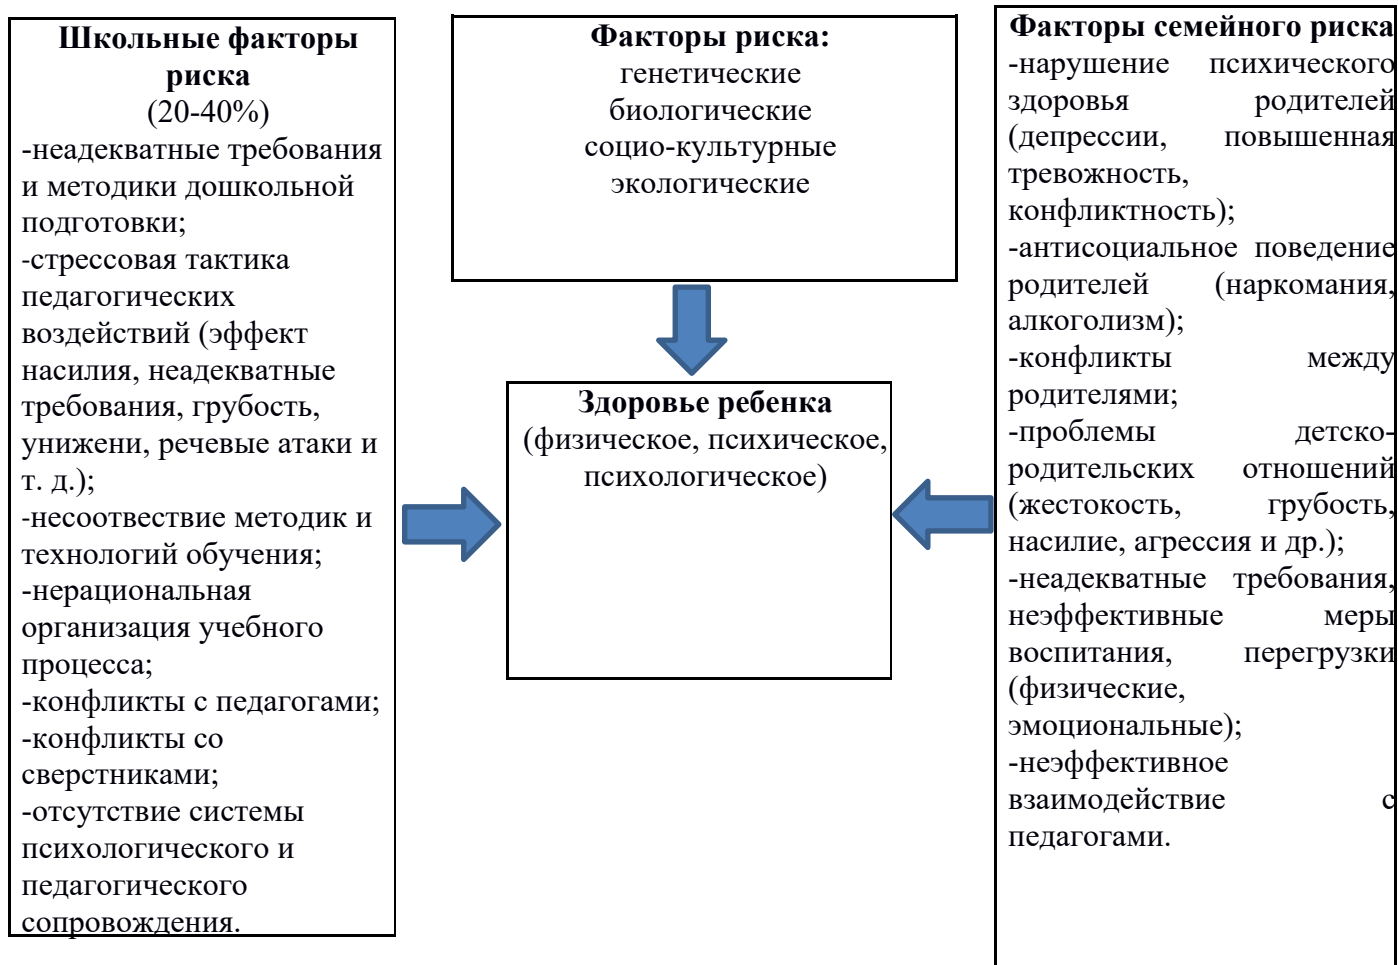 Школьные факторы
риска
(20-40%)
-неадекватные требования
и методики дошкольной
подготовки;
-стрессовая тактика
педагогических
воздействий (эффект
насилия, неадекватные
требования, грубость,
унижени, речевые атаки и
т. д.);
-несоотвествие методик и
технологий обучения;
-нерациональная
организация учебного
процесса;
-конфликты с педагогами;
-конфликты со
сверстниками;
-отсутствие системы
психологического и
педагогического
сопровождения.
Факторы риска:
генетические
биологические
социо-культурные
экологические
Здоровье ребенка
(физическое, психическое,
психологическое)
Факторы семейного риска
-нарушение психического
здоровья родителей
(депрессии, повышенная
тревожность,
конфликтность);
-антисоциальное поведение
родителей (наркомания,
алкоголизм);
-конфликты между
родителями;
-проблемы детско-
родительских отношений
(жестокость, грубость,
насилие, агрессия и др.);
-неадекватные требования,
неэффективные меры
воспитания, перегрузки
(физические,
эмоциональные);
-неэффективное
взаимодействие с
педагогами.